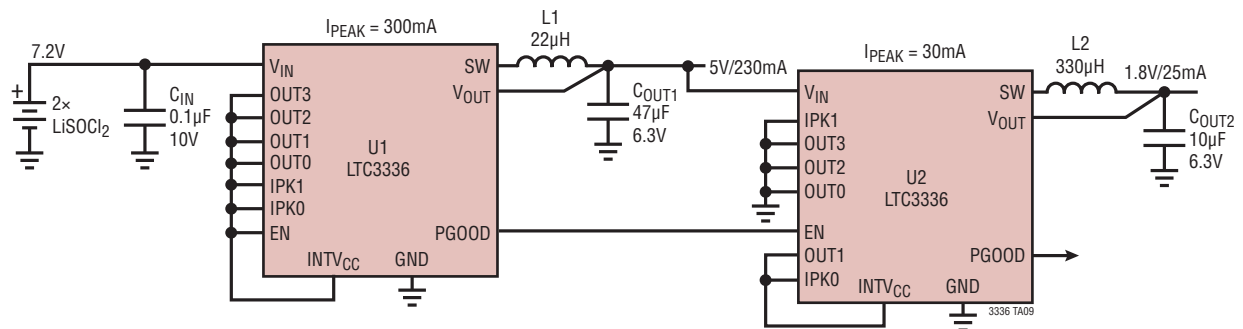 7.2V
+
2×
LiSOCl2
CIN
0.1µF
10V
IPEAK = 300mA
VIN
OUT3
OUT2
OUT1
OUT0
IPK1
IPK0
EN
INTVCC
GND
U1
LTC3336
SW
VOUT
PGOOD
L1
22µH
COUT1
47µF
6.3V
5V/230mA
IPEAK = 30mA
VIN
IPK1
OUT3
OUT2
OUT0
EN
OUT1
IPK0
INTVCC
GND
U2
LTC3336
SW
VOUT
PGOOD
L2
330µH
1.8V/25mA
COUT2
10µF
6.3V
3336 TA09